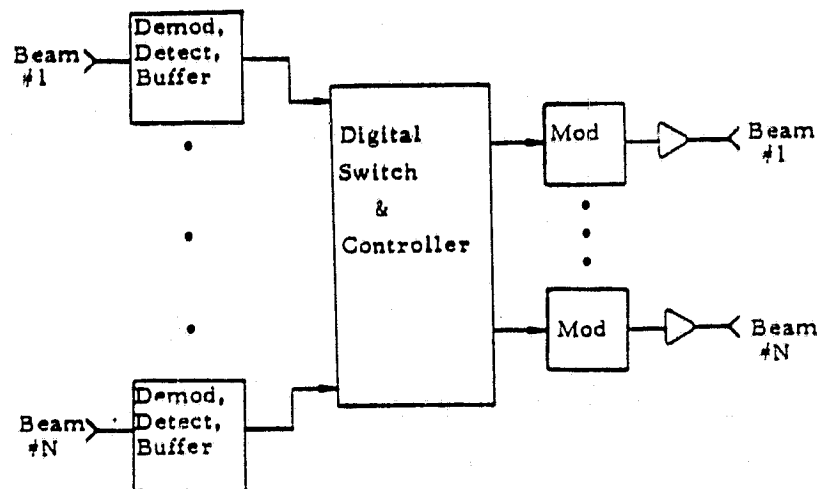 Beam
#1
Demod,
Detect,
Buffer
Digital
Switch
&
Controller
Mod
Beam
#1
Mod
Beam
#N
Beam
#N
Demod,
Detect,
Buffer